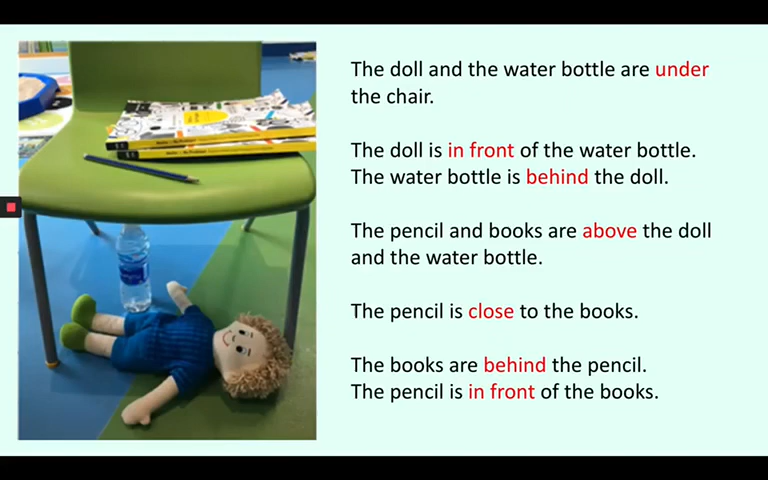 The doll and the water bottle are under
the chair.
The doll is in front of the water bottle.
The water bottle is behind the doll.
The pencil and books are above the doll
and the water bottle.
The pencil is close to the books.
The books are behind the pencil.
The pencil is in front of the books.